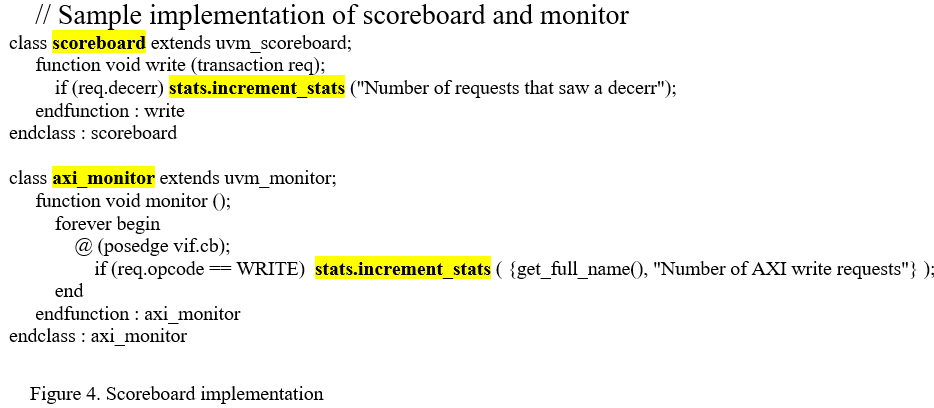 // Sample implementation of scoreboard and monitor
class scoreboard extends uvm_scoreboard;
function void write (transaction req);
if (req.decerr) stats.increment_stats ("Number of requests that saw a decerr");
endfunction : write
endclass : scoreboard
class axi_monitor extends uvm_monitor;
function void monitor ();
forever begin
@ (posedge vif.cb);
if (req.opcode == WRITE) stats.increment_stats ( {get_full_name(), "Number of AXI write requests"} );
end
endfunction : axi_monitor
endclass : axi_monitor
Figure 4. Scoreboard implementation